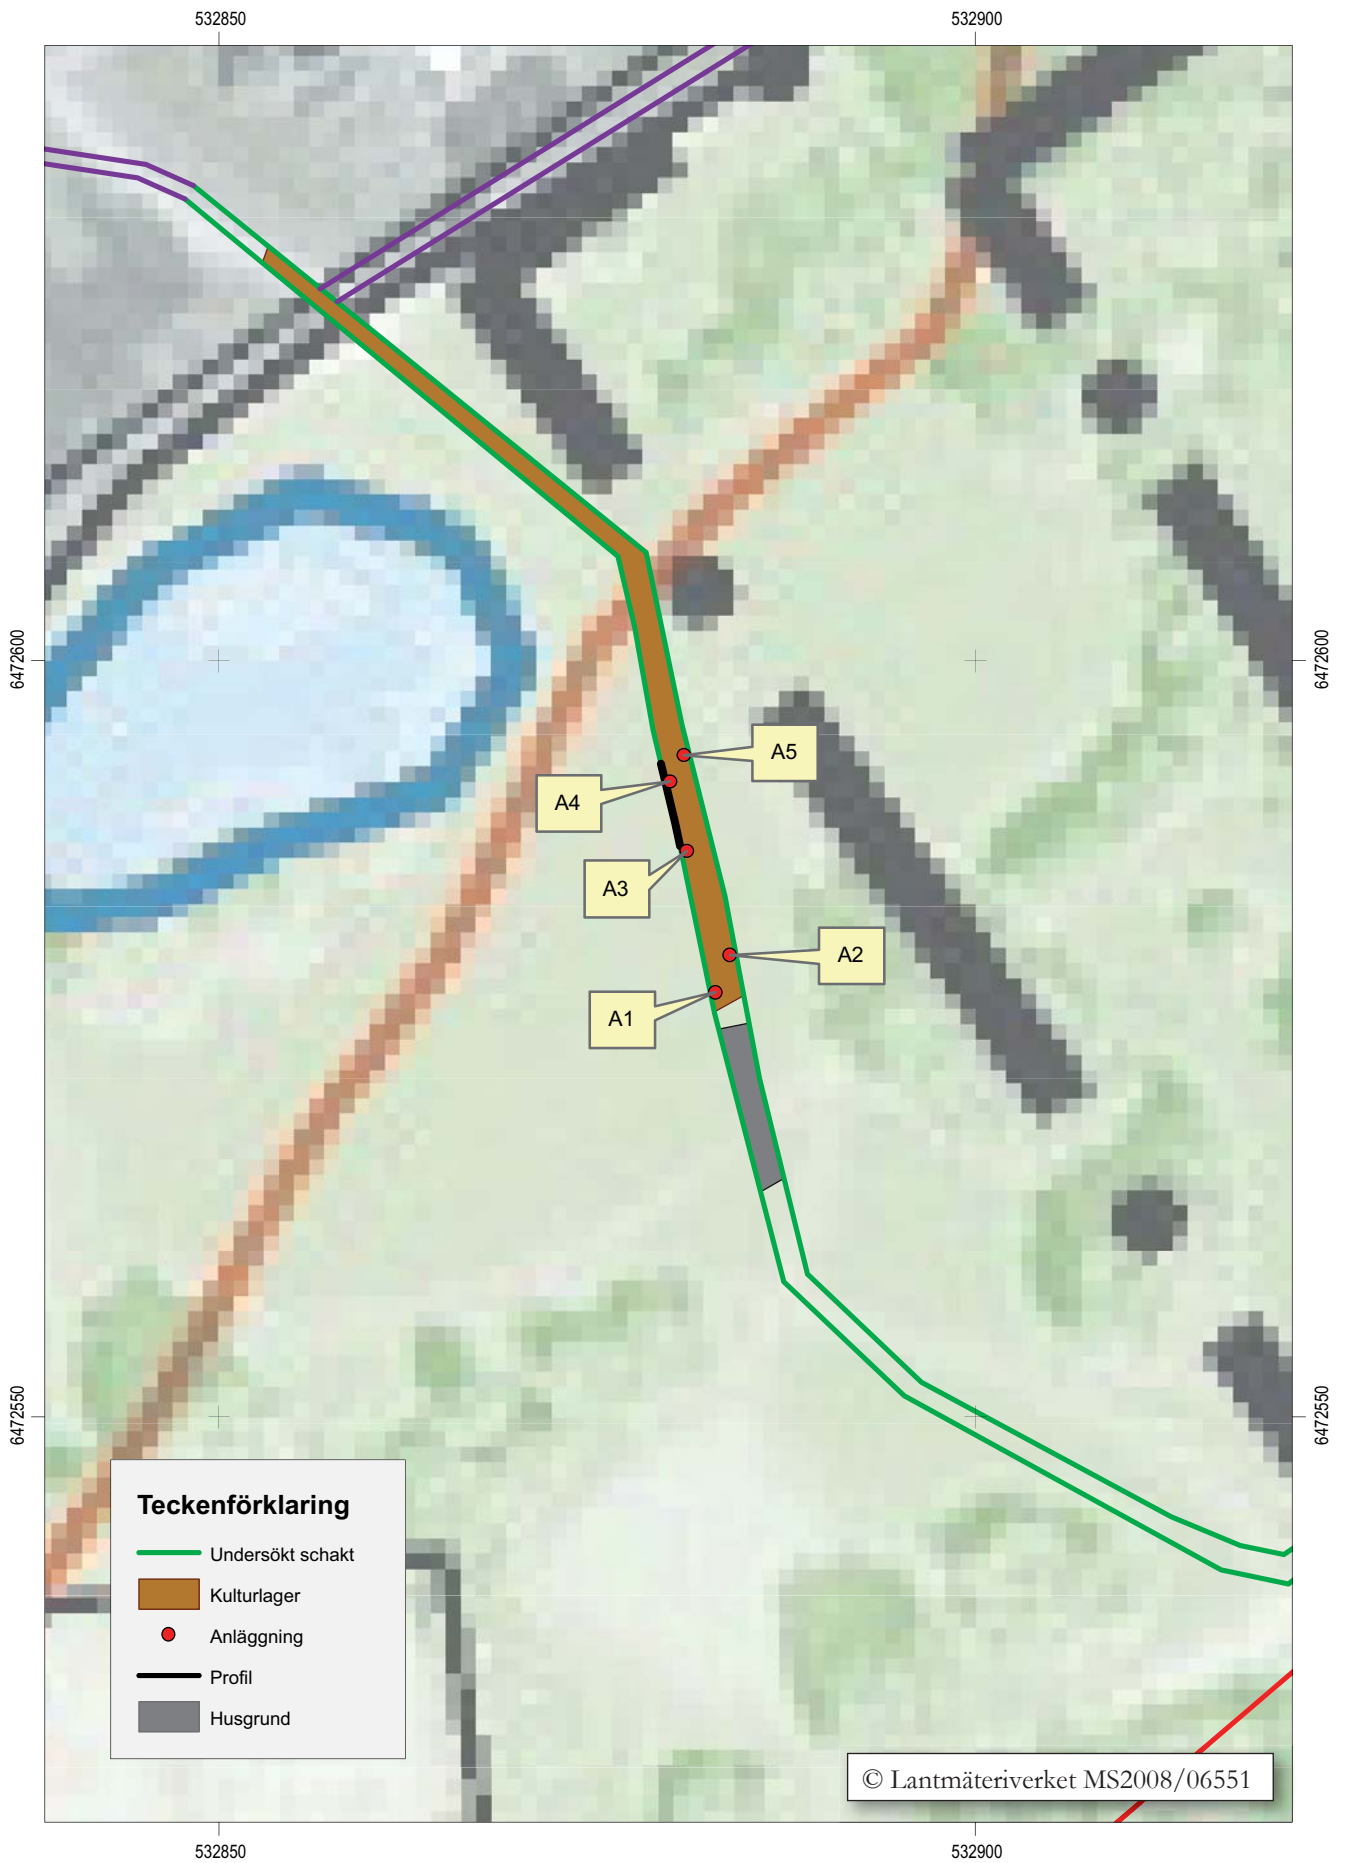 532850
532900
6472600
6472600
A5
A4
A3
A2
A1
6472550
6472550
Teckenförklaring
Undersökt schakt
Kulturlager
Anläggning
Profil
Husgrund
© Lantmäteriverket MS2008/06551
532850
532900